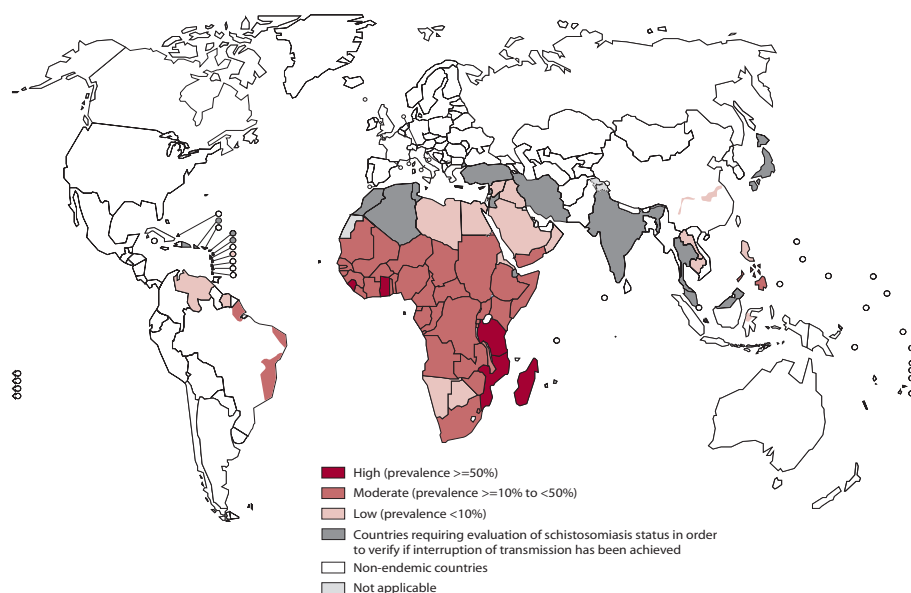 High (prevalence >=50%)
Moderate (prevalence >=10% to <50%)
Low (prevalence <10%)
Countries requiring evaluation of schistosomiasis status in order
to verify if interruption of transmission has been achieved
Non-endemic countries
Not applicable